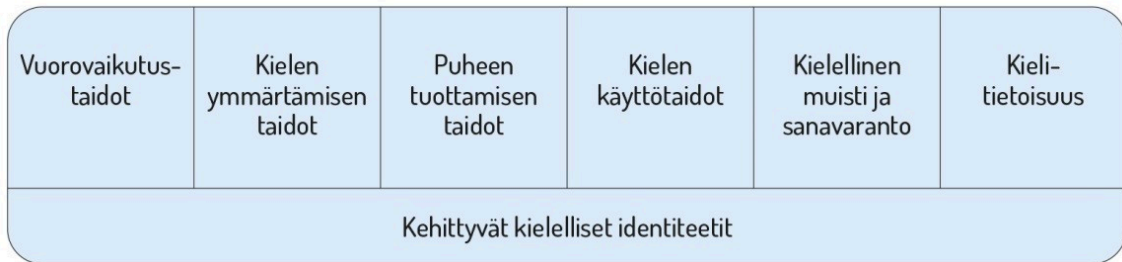 Vuorovaikutus-
taidot
Kielen
ymmärtämisen
taidot
Puheen
tuottamisen
taidot
Kielen
käyttötaidot
Kielellinen
muisti ja
sanavaranto
Kieli-
tietoisuus
Kehittyvät kielelliset identiteetit